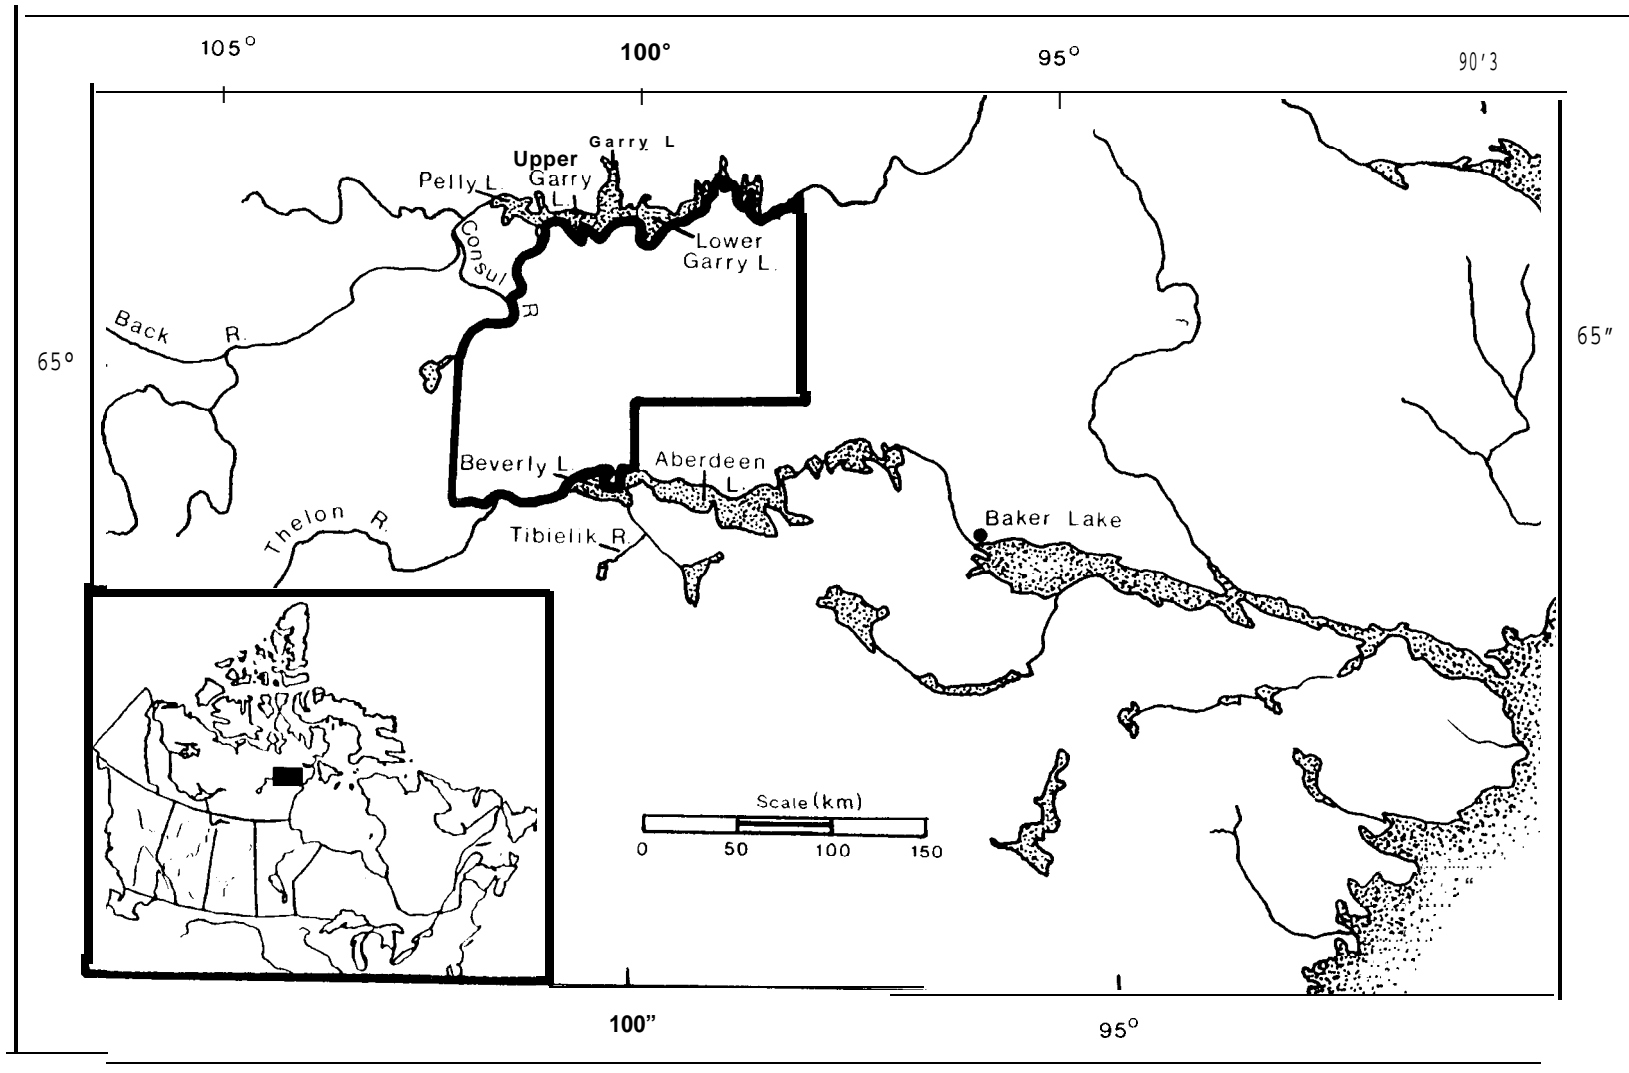 105° 100° 95° 90'3
Garry L
Upper
Garry
L.
Pelly L.
Lower
Garry L.
Consul R
Back R.
65° 65″
Beverly L.
Aberdeen
L.
Thelon R.
Tibielik R.
Baker Lake
Scale (km)
0 50 100 150
100” 95°